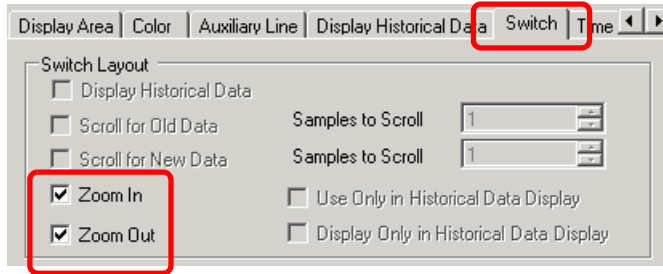 Display Area Color Auxiliary Line Display Historical Data Switch Time
Switch Layout
Display Historical Data
Scroll for Old Data Samples to Scroll 1
Scroll for New Data Samples to Scroll 1
Zoom In Use Only in Historical Data Display
Zoom Out Display Only in Historical Data Display